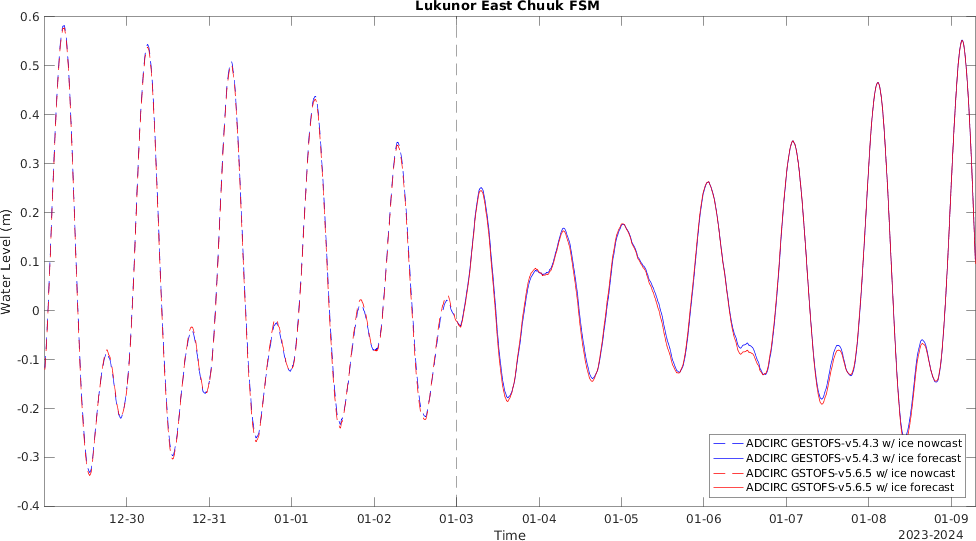 Lukunor East Chuuk FSM
0.6
0.5
0.4
0.3
0.2
0.1
0
-0.1
-0.2
-0.3
-0.4
Water Level (m)
ADCIRC GESTOFS-v5.4.3 w/ ice nowcast
ADCIRC GESTOFS-v5.4.3 w/ ice forecast
ADCIRC GSTOFS-v5.6.5 w/ ice nowcast
ADCIRC GSTOFS-v5.6.5 w/ ice forecast
12-30 12-31 01-01 01-02 01-03 01-04 01-05 01-06 01-07 01-08 01-09
Time
2023-2024